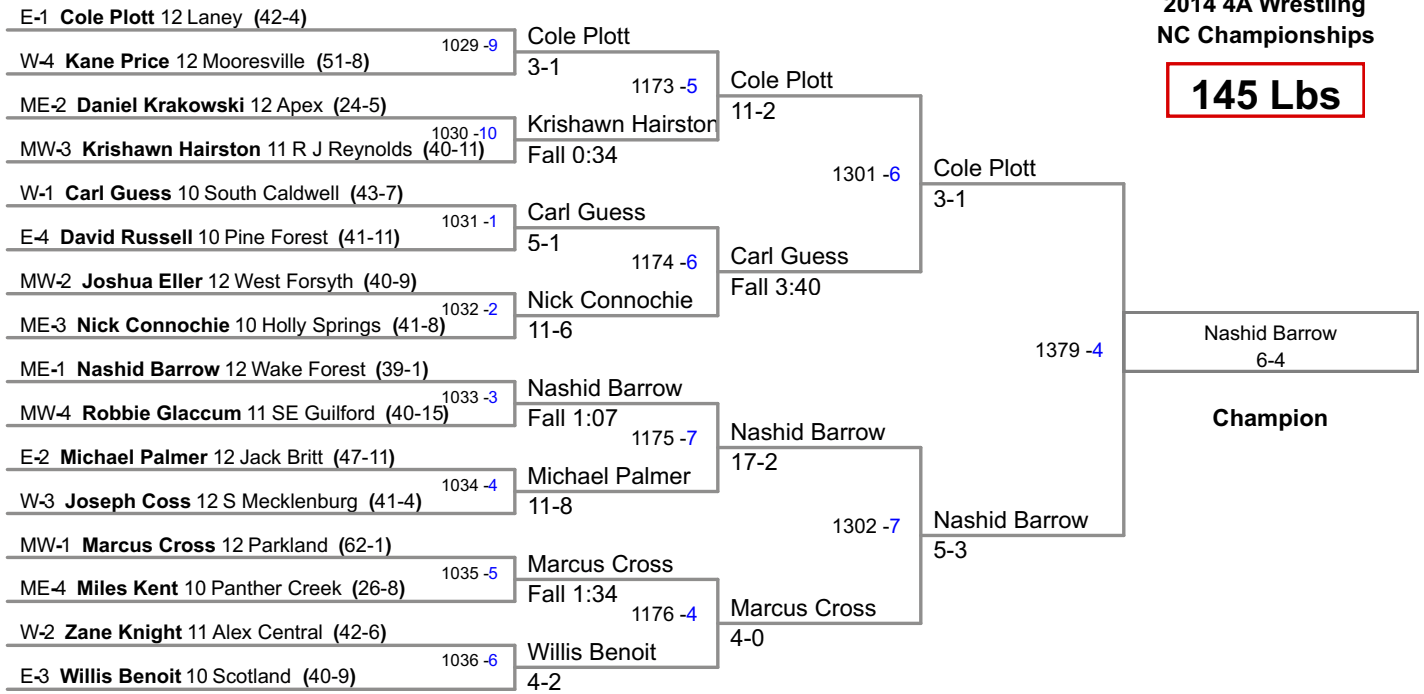 2014 4A Wrestling
NC Championships
145 Lbs
E-1 Cole Plott 12 Laney (42-4)
1029 -9
W-4 Kane Price 12 Mooresville (51-8)
ME-2 Daniel Krakowski 12 Apex (24-5)
1030 -10
MW-3 Krishawn Hairston 11 R J Reynolds (40-11)
W-1 Carl Guess 10 South Caldwell (43-7)
1031 -1
E-4 David Russell 10 Pine Forest (41-11)
MW-2 Joshua Eller 12 West Forsyth (40-9)
1032 -2
ME-3 Nick Connochie 10 Holly Springs (41-8)
ME-1 Nashid Barrow 12 Wake Forest (39-1)
1033 -3
MW-4 Robbie Glaccum 11 SE Guilford (40-15)
E-2 Michael Palmer 12 Jack Britt (47-11)
1034 -4
W-3 Joseph Coss 12 S Mecklenburg (41-4)
MW-1 Marcus Cross 12 Parkland (62-1)
1035 -5
ME-4 Miles Kent 10 Panther Creek (26-8)
W-2 Zane Knight 11 Alex Central (42-6)
1036 -6
E-3 Willis Benoit 10 Scotland (40-9)
Cole Plott
3-1
1173 -5
Krishawn Hairston
Fall 0:34
Carl Guess
5-1
1174 -6
Nick Connochie
11-6
Nashid Barrow
Fall 1:07
1175 -7
Michael Palmer
11-8
Marcus Cross
Fall 1:34
1176 -4
Willis Benoit
4-2
Cole Plott
11-2
1301 -6
Carl Guess
Fall 3:40
Nashid Barrow
17-2
1302 -7
Marcus Cross
4-0
Cole Plott
3-1
1379 -4
Nashid Barrow
5-3
Nashid Barrow
6-4
Champion